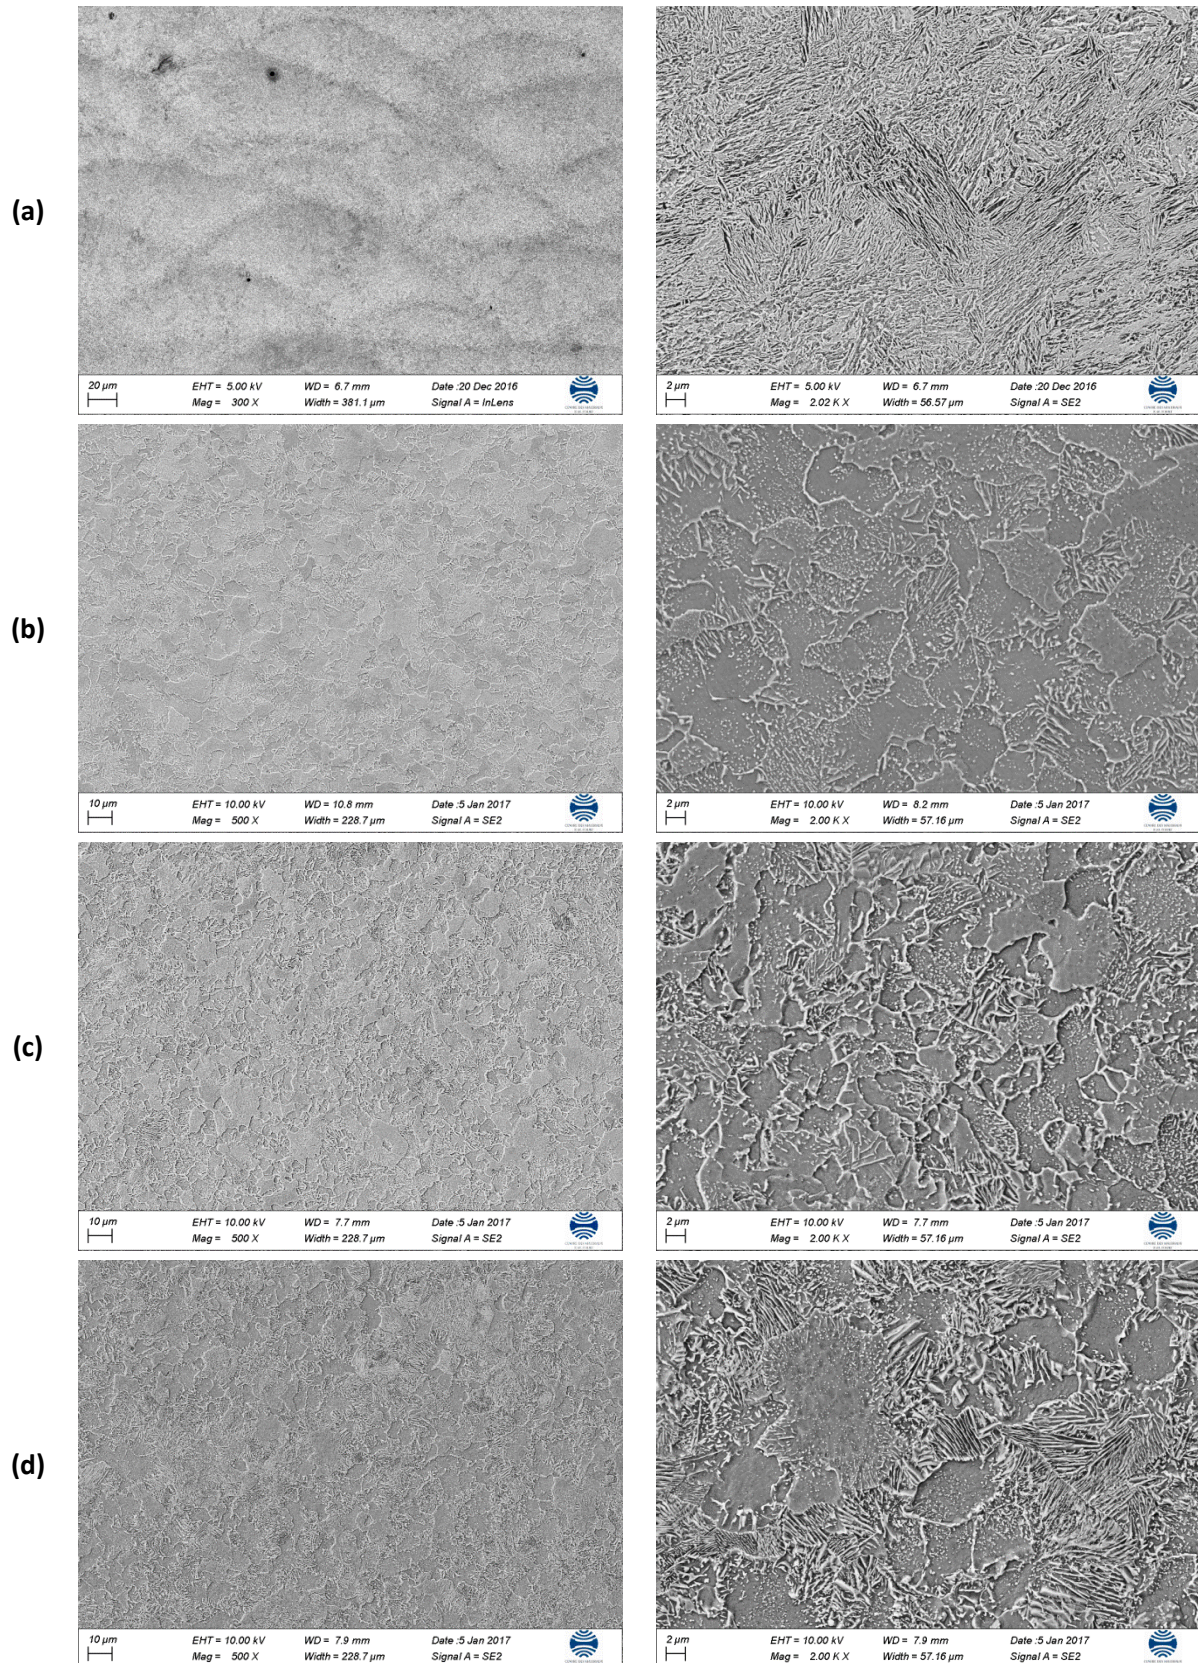 (a)
20 µm
EHT = 5.00 kV WD = 6.7 mm Date :20 Dec 2016
Mag = 300 X Width = 381.1 µm Signal A = InLens
2 µm
EHT = 5.00 kV WD = 6.7 mm Date :20 Dec 2016
Mag = 2.02 K X Width = 56.57 µm Signal A = SE2
(b)
10 µm
EHT = 10.00 kV WD = 10.8 mm Date :5 Jan 2017
Mag = 500 X Width = 228.7 µm Signal A = SE2
2 µm
EHT = 10.00 kV WD = 8.2 mm Date :5 Jan 2017
Mag = 2.00 K X Width = 57.16 µm Signal A = SE2
(c)
10 µm
EHT = 10.00 kV WD = 7.7 mm Date :5 Jan 2017
Mag = 500 X Width = 228.7 µm Signal A = SE2
2 µm
EHT = 10.00 kV WD = 7.7 mm Date :5 Jan 2017
Mag = 2.00 K X Width = 57.16 µm Signal A = SE2
(d)
10 µm
EHT = 10.00 kV WD = 7.9 mm Date :5 Jan 2017
Mag = 500 X Width = 228.7 µm Signal A = SE2
2 µm
EHT = 10.00 kV WD = 7.9 mm Date :5 Jan 2017
Mag = 2.00 K X Width = 57.16 µm Signal A = SE2